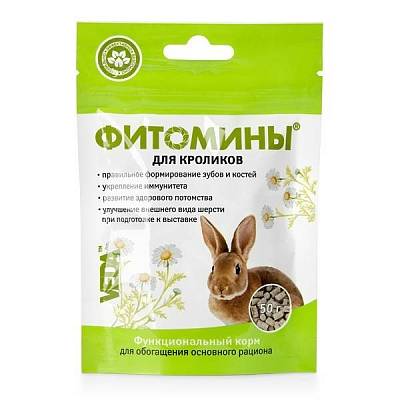 ФИТОМИНЫ®
ДЛЯ КРОЛИКОВ
• правильное формирование зубов и костей
• укрепление иммунитета
• развитие здорового потомства
• улучшение внешнего вида шерсти
при подготовке к выставке
VEDA™
50 г
Функциональный корм
для обогащения основного рациона